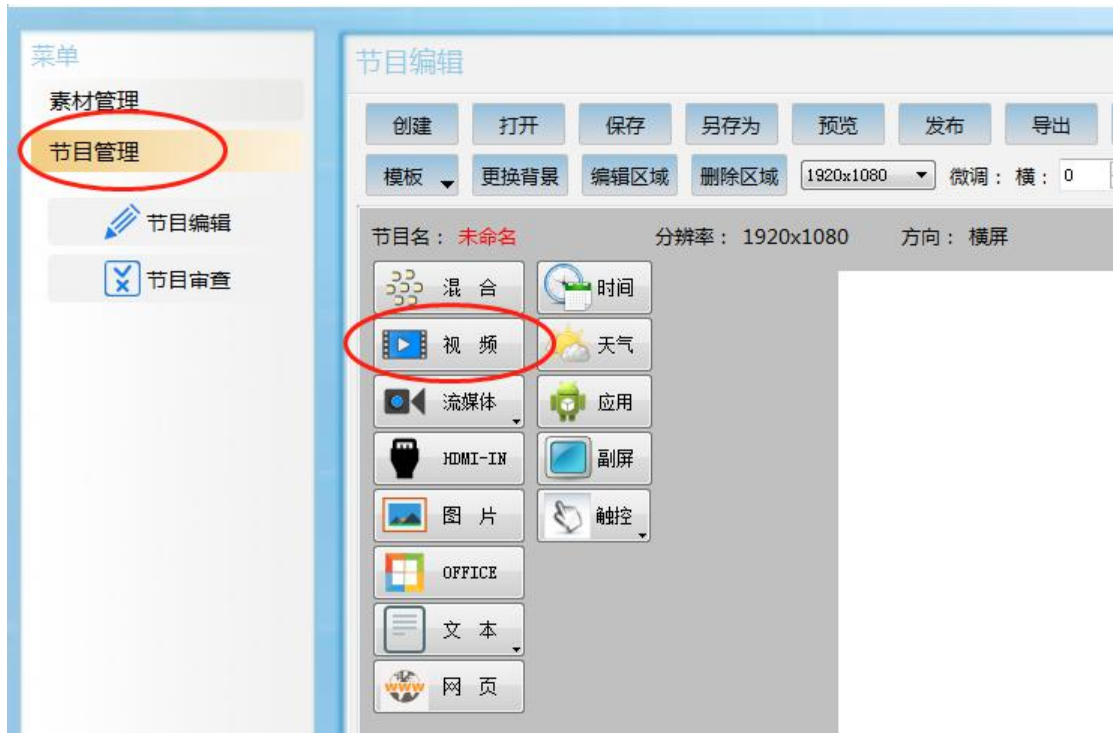 菜单
素材管理
节目管理
节目编辑
节目审查
节目编辑
创建 打开 保存 另存为 预览 发布 导出
模板 更换背景 编辑区域 删除区域 1920x1080 微调： 横： 0
节目名： 未命名 分辨率： 1920x1080 方向： 横屏
混 合 时间
视 频 天气
流媒体 应用
HDMI-IN 副屏
图 片 触控
OFFICE
文 本
www 网 页